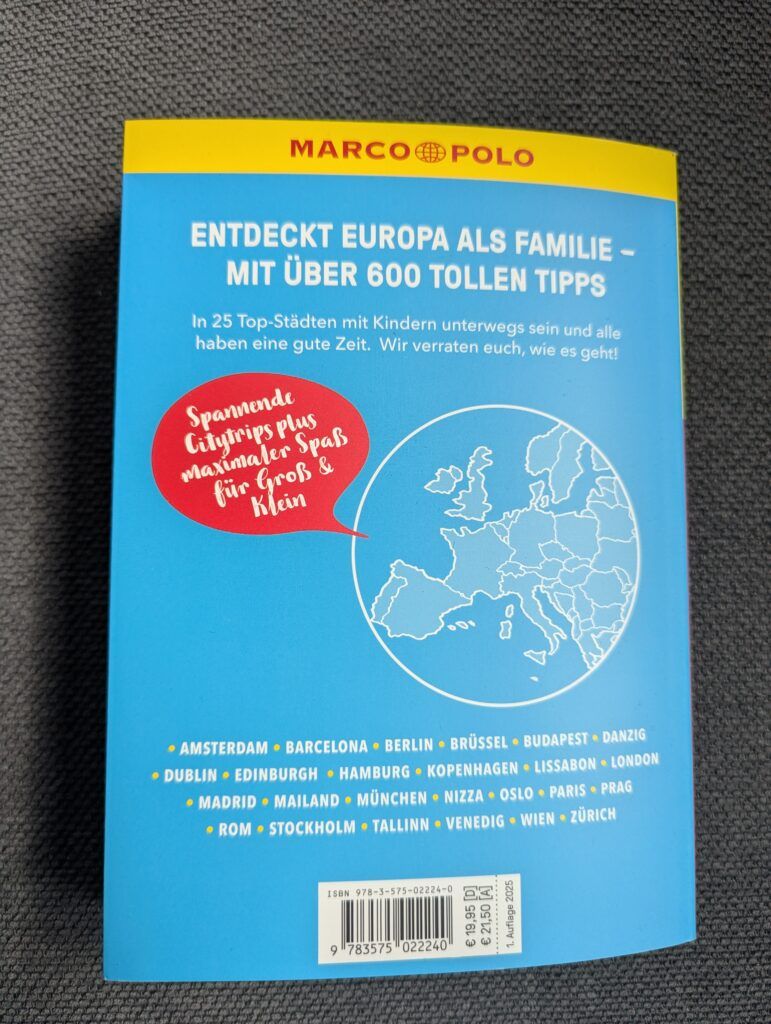 MARCO POLO
ENTDECKT EUROPA ALS FAMILIE –
MIT ÜBER 600 TOLLEN TIPPS
In 25 Top-Städten mit Kindern unterwegs sein und alle
haben eine gute Zeit. Wir verraten euch, wie es geht!
Spannende
Citytrips plus
maximaler Spaß
für Groß &
Klein
• AMSTERDAM • BARCELONA • BERLIN • BRÜSSEL • BUDAPEST • DANZIG
• DUBLIN • EDINBURGH • HAMBURG • KOPENHAGEN • LISSABON • LONDON
• MADRID • MAILAND • MÜNCHEN • NIZZA • OSLO • PARIS • PRAG
• ROM • STOCKHOLM • TALLINN • VENEDIG • WIEN • ZÜRICH
ISBN 978-3-575-02224-0
9 783575 022240
€ 19,95 [D]
€ 21,50 [A]
1. Auflage 2025